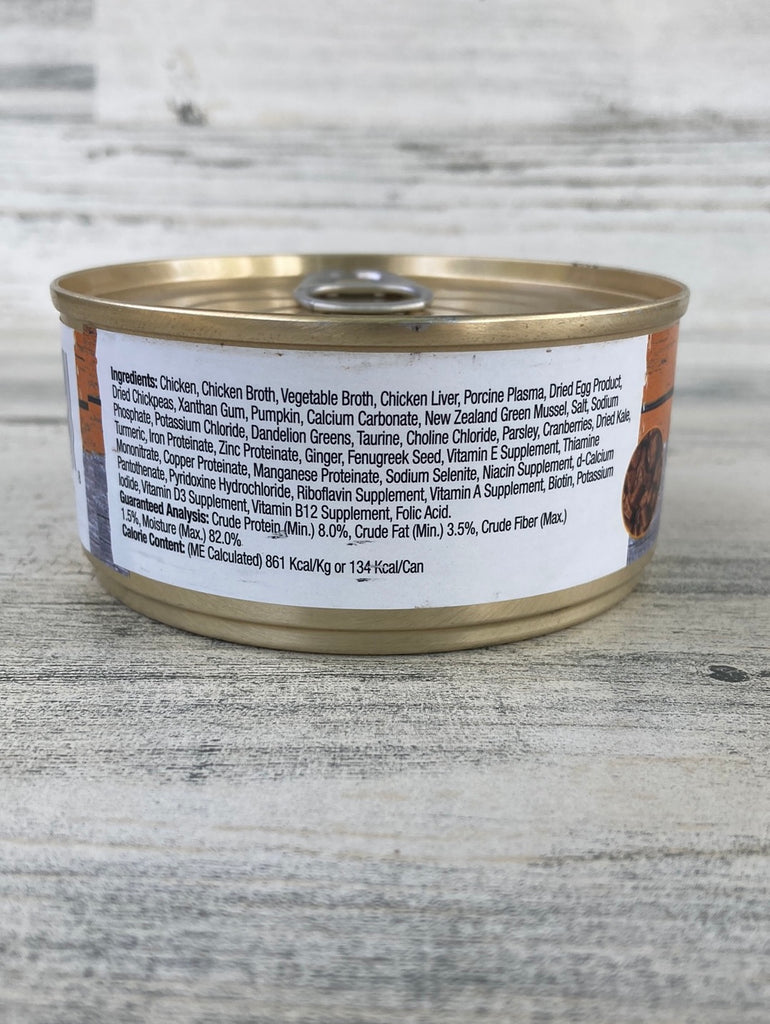 Ingredients: Chicken, Chicken Broth, Vegetable Broth, Chicken Liver, Porcine Plasma, Dried Egg Product,
Dried Chickpeas, Xanthan Gum, Pumpkin, Calcium Carbonate, New Zealand Green Mussel, Salt, Sodium
Phosphate, Potassium Chloride, Dandelion Greens, Taurine, Choline Chloride, Parsley, Cranberries, Dried Kale,
Turmeric, Iron Proteinate, Zinc Proteinate, Ginger, Fenugreek Seed, Vitamin E Supplement, Thiamine
Mononitrate, Copper Proteinate, Manganese Proteinate, Sodium Selenite, Niacin Supplement, d-Calcium
Pantothenate, Pyridoxine Hydrochloride, Riboflavin Supplement, Vitamin A Supplement, Biotin, Potassium
Iodide, Vitamin D3 Supplement, Vitamin B12 Supplement, Folic Acid.
Guaranteed Analysis: Crude Protein (Min.) 8.0%, Crude Fat (Min.) 3.5%, Crude Fiber (Max.)
1.5%, Moisture (Max.) 82.0%
Calorie Content: (ME Calculated) 861 Kcal/Kg or 134 Kcal/Can